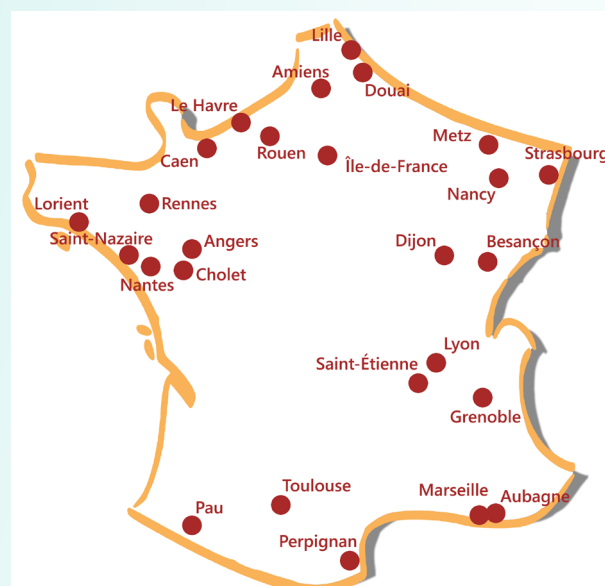 Lille
Amiens
Douai
Le Havre
Metz
Rouen
Strasbourg
Caen
Île-de-France
Nancy
Lorient
Rennes
Saint-Nazaire
Angers
Dijon
Besançon
Nantes
Cholet
Lyon
Saint-Étienne
Grenoble
Toulouse
Marseille
Aubagne
Pau
Perpignan